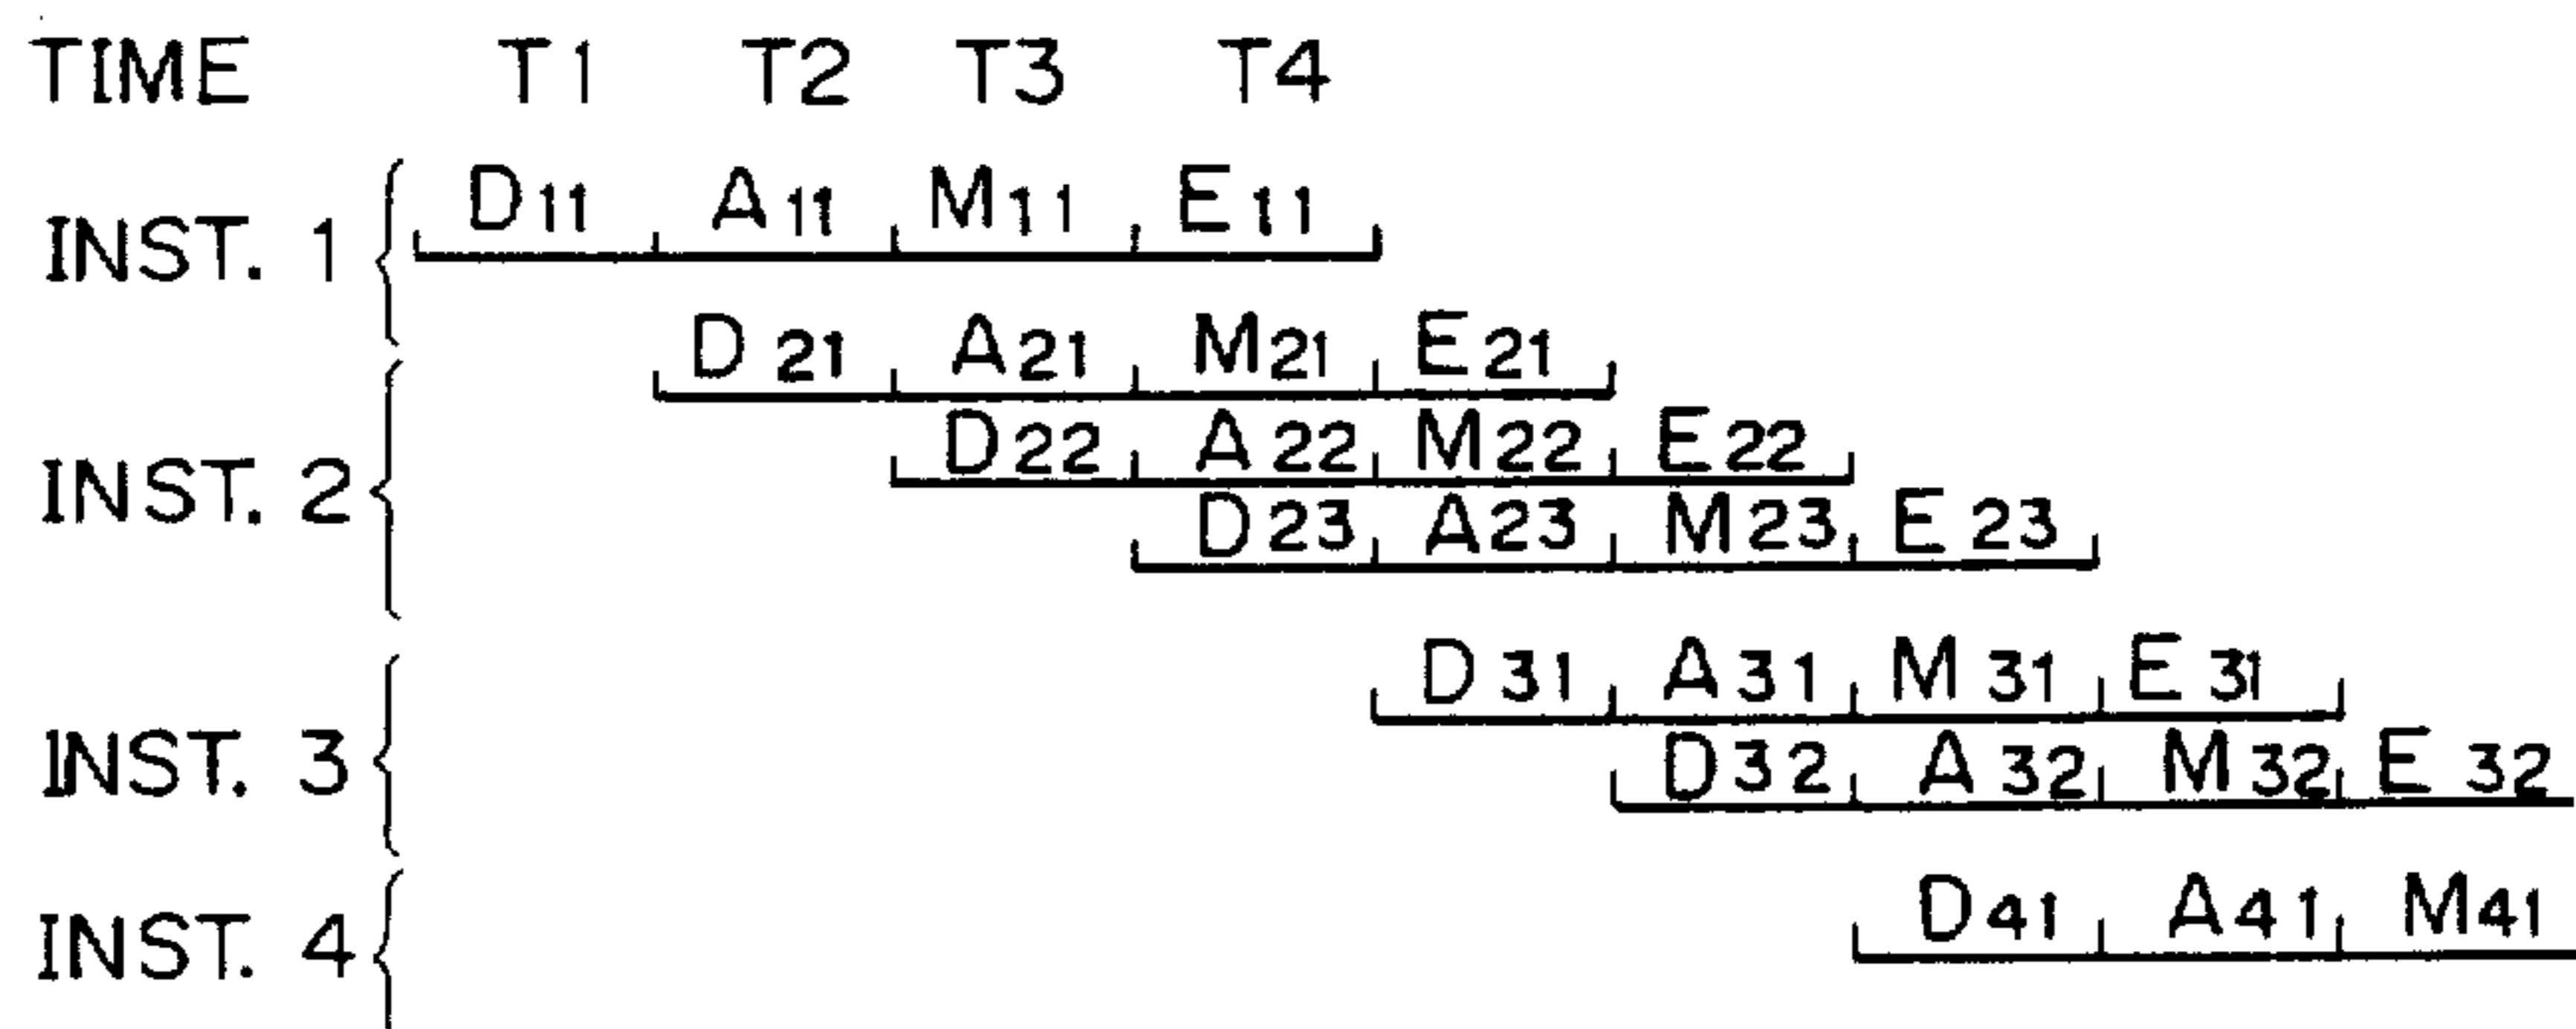 TIME T1 T2 T3 T4
INST. 1 D11 A11 M11 E11
D21 A21 M21 E21
INST. 2 D22 A22 M22 E22
D23 A23 M23 E23
D31 A31 M31 E31
INST. 3 D32 A32 M32 E32
INST. 4 D41 A41 M41